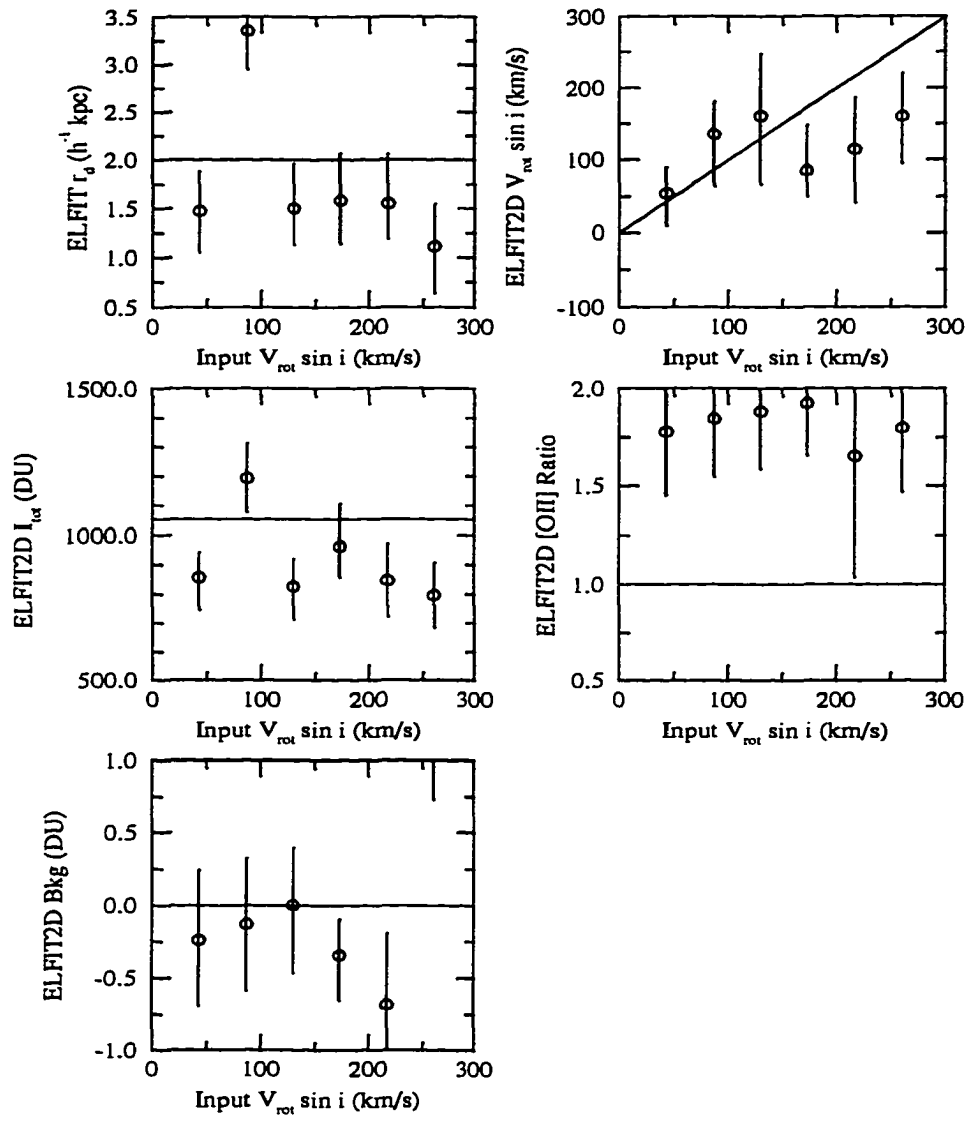 3.5
3.0
2.5
2.0
1.5
1.0
0.5
ELFIT r_d (h^-1 kpc)
0 100 200 300
Input V_rot sin i (km/s)
300
200
100
0
-100
ELFIT2D V_rot sin i (km/s)
0 100 200 300
Input V_rot sin i (km/s)
1500.0
1000.0
500.0
ELFIT2D I_tot (DU)
0 100 200 300
Input V_rot sin i (km/s)
2.0
1.5
1.0
0.5
ELFIT2D [OII] Ratio
0 100 200 300
Input V_rot sin i (km/s)
1.0
0.5
0.0
-0.5
-1.0
ELFIT2D Bkg (DU)
0 100 200 300
Input V_rot sin i (km/s)